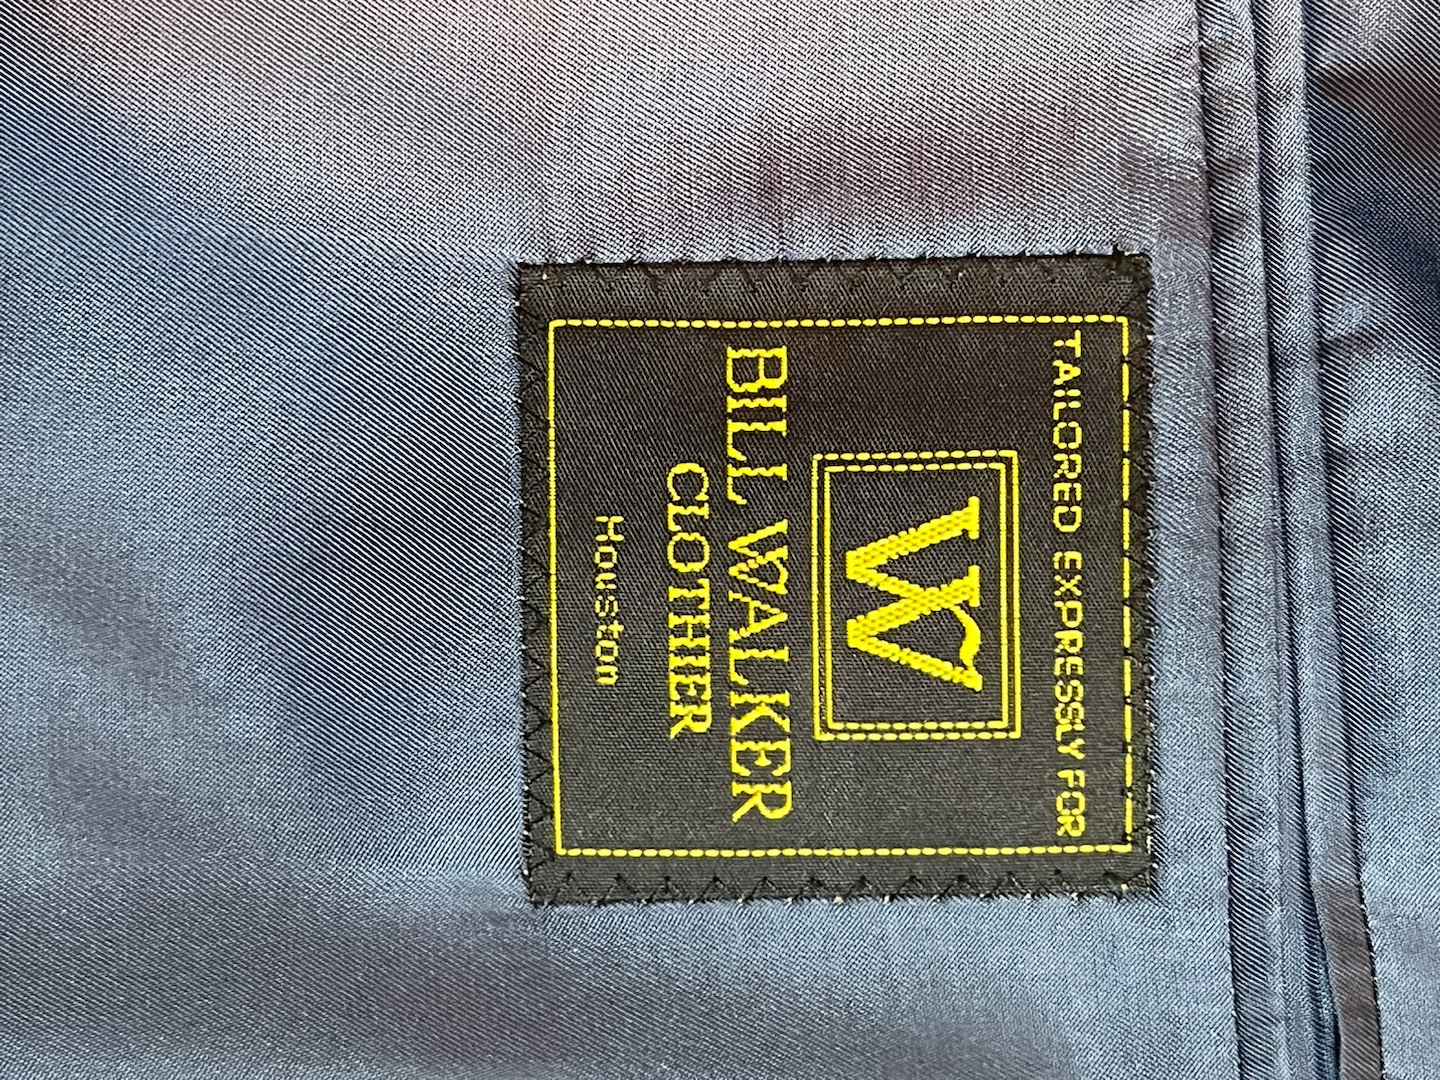 TAILORED EXPRESSLY FOR
W
BILL WALKER
CLOTHIER
Houston